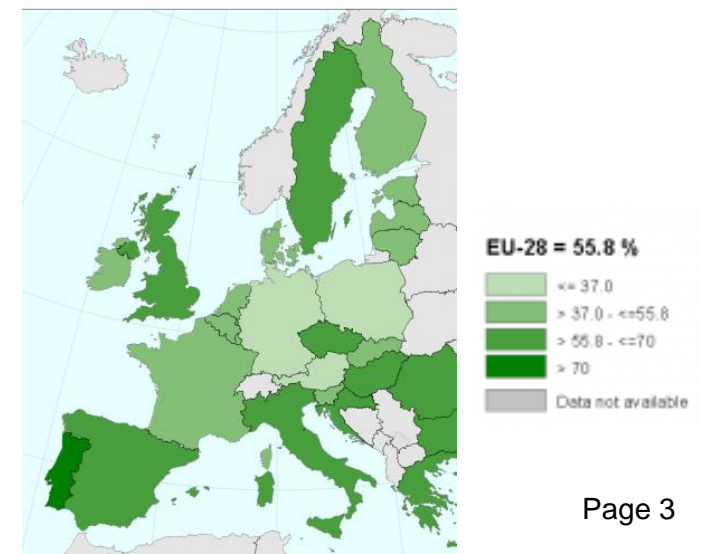 EU-28 = 55.8 %
<= 37.0
> 37.0 - <=55.8
> 55.8 - <=70
> 70
Data not available
Page 3